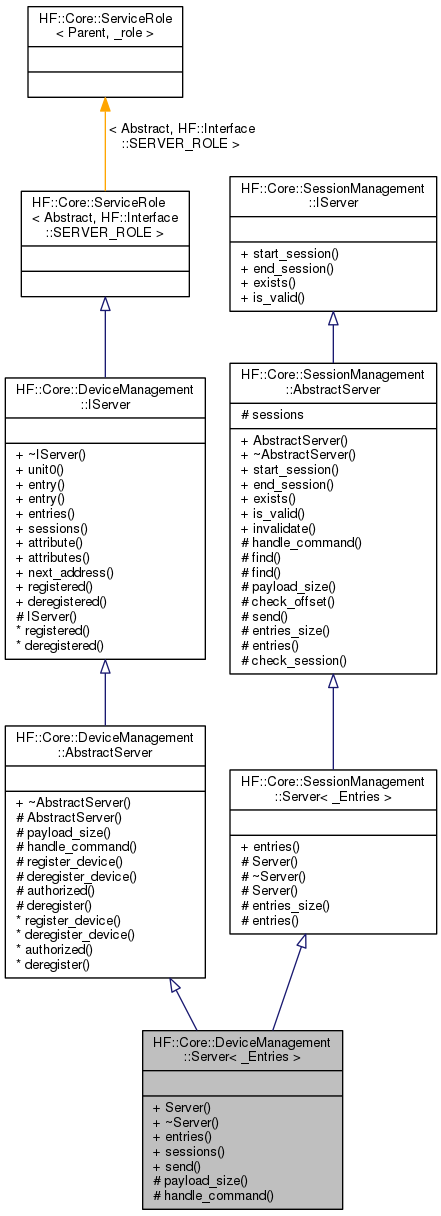 HF::Core::ServiceRole
< Parent, _role >
< Abstract, HF::Interface
::SERVER_ROLE >
HF::Core::ServiceRole
< Abstract, HF::Interface
::SERVER_ROLE >
HF::Core::SessionManagement
::IServer
+ start_session()
+ end_session()
+ exists()
+ is_valid()
HF::Core::DeviceManagement
::IServer
+ ~IServer()
+ unit0()
+ entry()
+ entry()
+ entries()
+ sessions()
+ attribute()
+ attributes()
+ next_address()
+ registered()
+ deregistered()
# IServer()
* registered()
* deregistered()
HF::Core::SessionManagement
::AbstractServer
# sessions
+ AbstractServer()
+ ~AbstractServer()
+ start_session()
+ end_session()
+ exists()
+ is_valid()
+ invalidate()
# handle_command()
# find()
# find()
# payload_size()
# check_offset()
# send()
# entries_size()
# entries()
# check_session()
HF::Core::DeviceManagement
::AbstractServer
+ ~AbstractServer()
# AbstractServer()
# payload_size()
# handle_command()
# register_device()
# deregister_device()
# authorized()
# deregister()
* register_device()
* deregister_device()
* authorized()
* deregister()
HF::Core::SessionManagement
::Server< _Entries >
+ entries()
# Server()
# ~Server()
# Server()
# entries_size()
# entries()
HF::Core::DeviceManagement
::Server< _Entries >
+ Server()
+ ~Server()
+ entries()
+ sessions()
+ send()
# payload_size()
# handle_command()